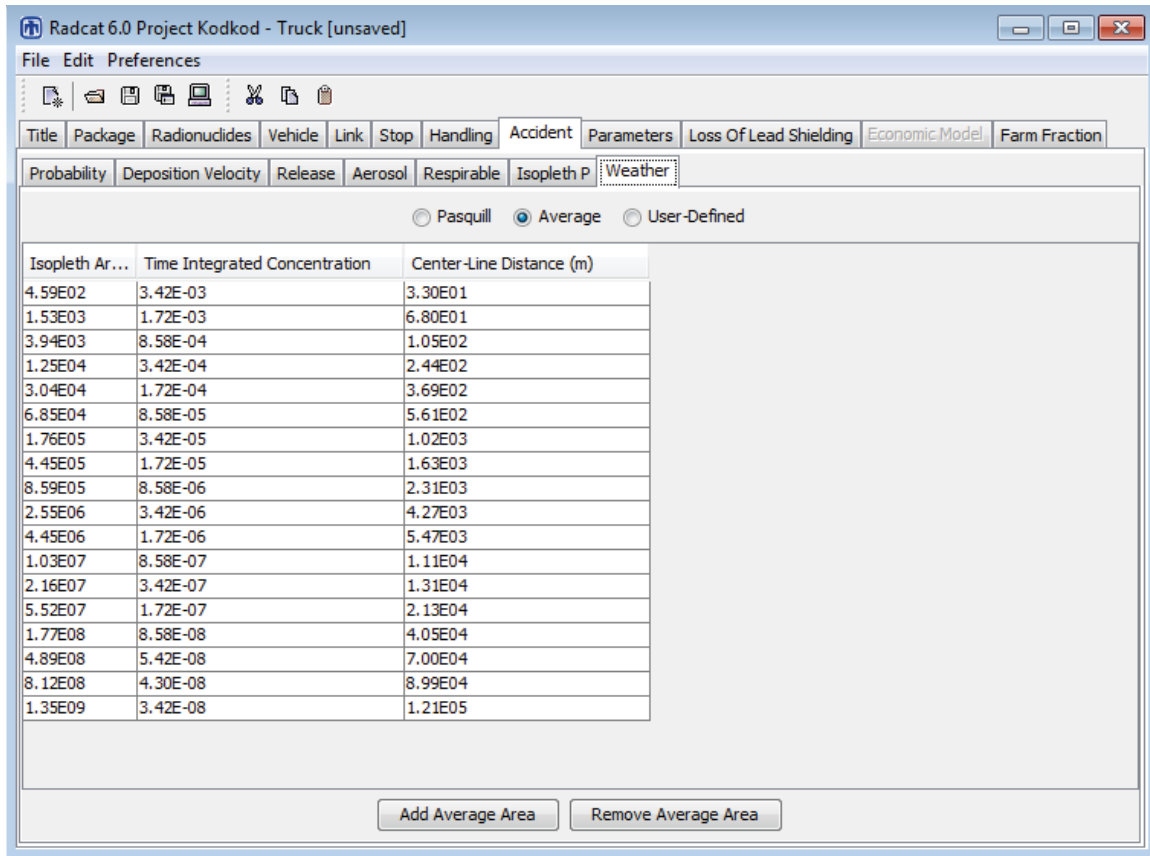 Radcat 6.0 Project Kodkod - Truck [unsaved]
File Edit Preferences
Title Package Radionuclides Vehicle Link Stop Handling Accident Parameters Loss Of Lead Shielding Economic Model Farm Fraction
Probability Deposition Velocity Release Aerosol Respirable Isopleth P Weather
Pasquill Average User-Defined
Isopleth Ar... Time Integrated Concentration Center-Line Distance (m)
4.59E02 3.42E-03 3.30E01
1.53E03 1.72E-03 6.80E01
3.94E03 8.58E-04 1.05E02
1.25E04 3.42E-04 2.44E02
3.04E04 1.72E-04 3.69E02
6.85E04 8.58E-05 5.61E02
1.76E05 3.42E-05 1.02E03
4.45E05 1.72E-05 1.63E03
8.59E05 8.58E-06 2.31E03
2.55E06 3.42E-06 4.27E03
4.45E06 1.72E-06 5.47E03
1.03E07 8.58E-07 1.11E04
2.16E07 3.42E-07 1.31E04
5.52E07 1.72E-07 2.13E04
1.77E08 8.58E-08 4.05E04
4.89E08 5.42E-08 7.00E04
8.12E08 4.30E-08 8.99E04
1.35E09 3.42E-08 1.21E05
Add Average Area Remove Average Area